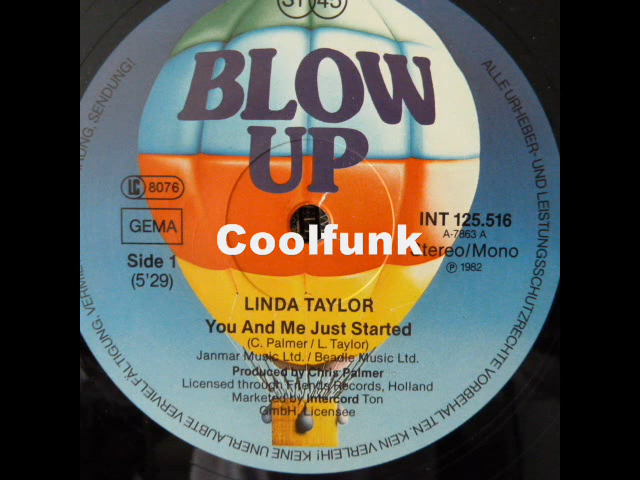 ST 45
BLOW
UP
LC 8076
GEMA
Side 1
(5'29)
INT 125.516
A-7863 A
Stereo/Mono
Ⓟ 1982
Coolfunk
LINDA TAYLOR
You And Me Just Started
(C. Palmer / L. Taylor)
Janmar Music Ltd. / Beadle Music Ltd.
Produced by Chris Palmer
Licensed through Friends Records, Holland
Marketed by Intercord Ton
GmbH, Licensee
ALLE URHEBER- UND LEISTUNGSSCHUTZRECHTE VORBEHALTEN. KEIN VERLEIH! KEINE UNERLAUBTE VERVIELFÄLTIGUNG, SENDUNG!